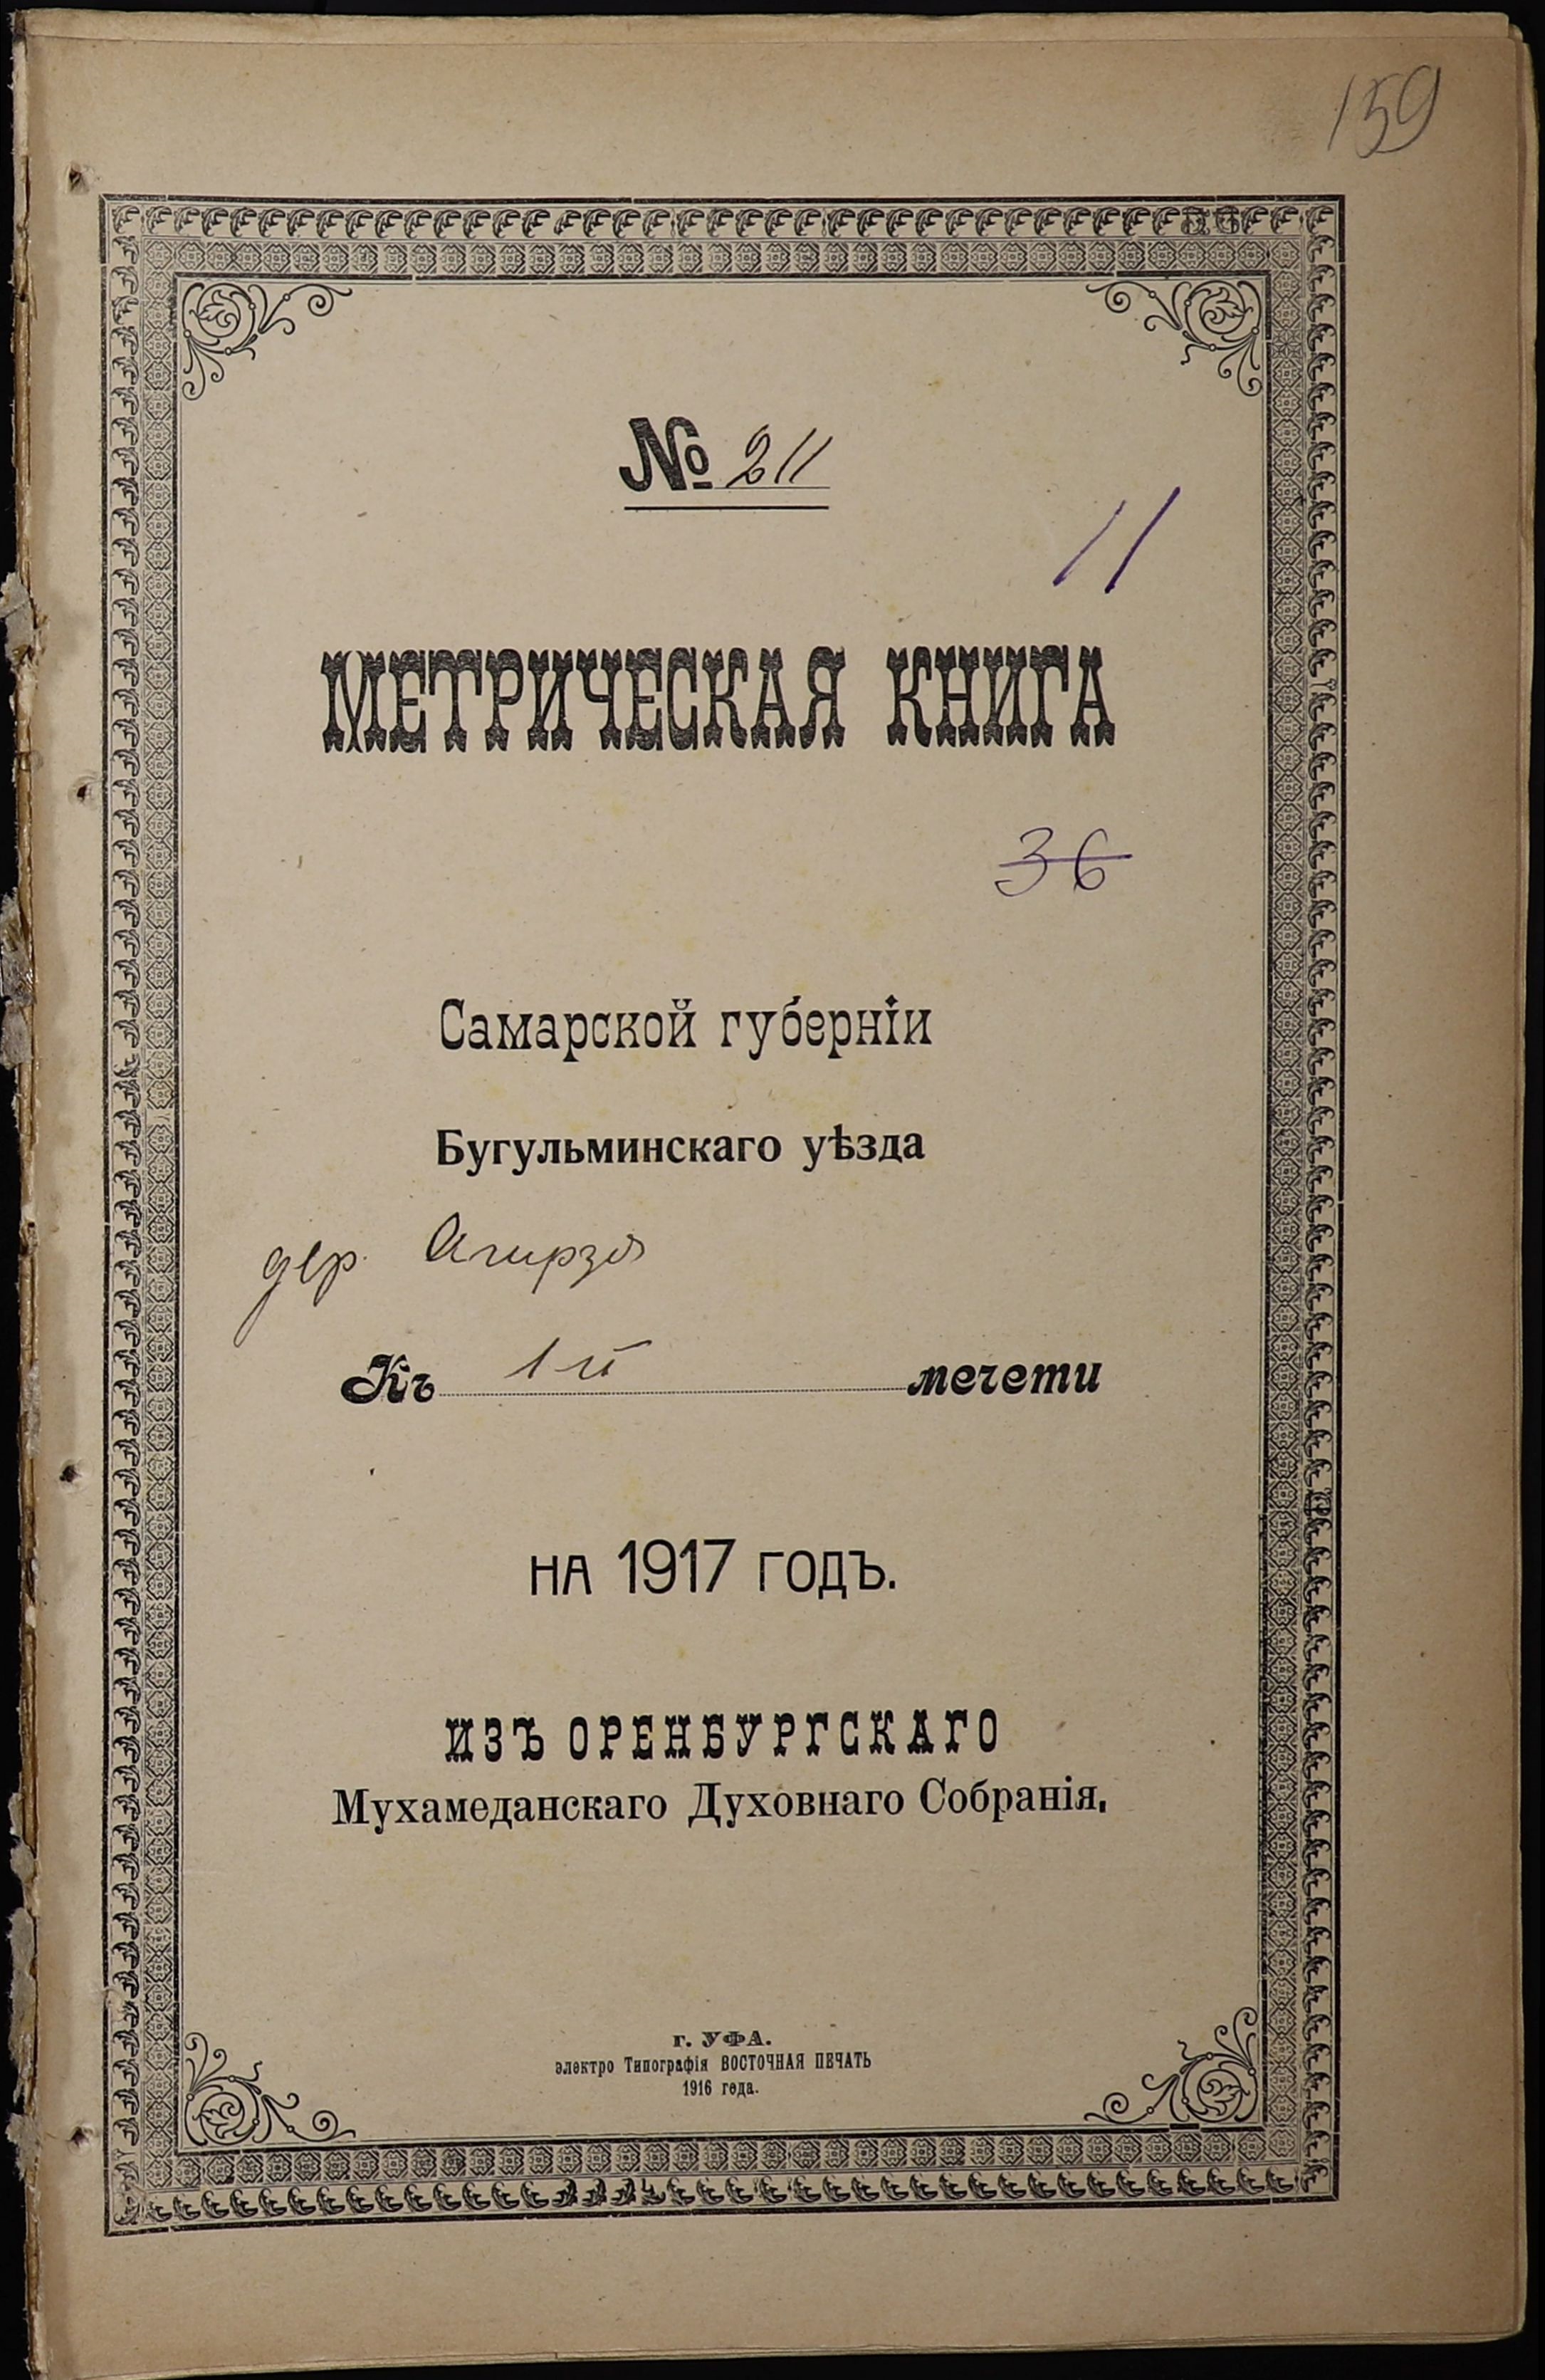 159
№ 211
11
МЕТРИЧЕСКАЯ КНИГА
36
Самарской губерніи
Бугульминскаго уѣзда
дер. Агирзя
Къ 1й мечети
на 1917 годъ.
ИЗЪ ОРЕНБУРГСКАГО
Мухамеданскаго Духовнаго Собранія.
г. УФА.
электро Типографія ВОСТОЧНАЯ ПЕЧАТЬ
1916 года.